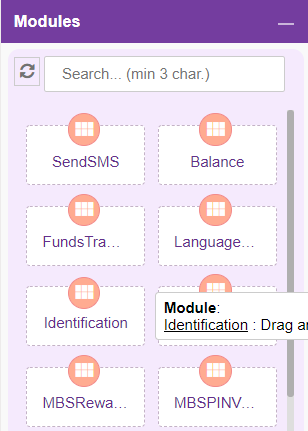 Modules
Search... (min 3 char.)
SendSMS
Balance
FundsTra...
Language...
Identification
Module:
Identification : Drag
MBSRewa...
MBSPINV...